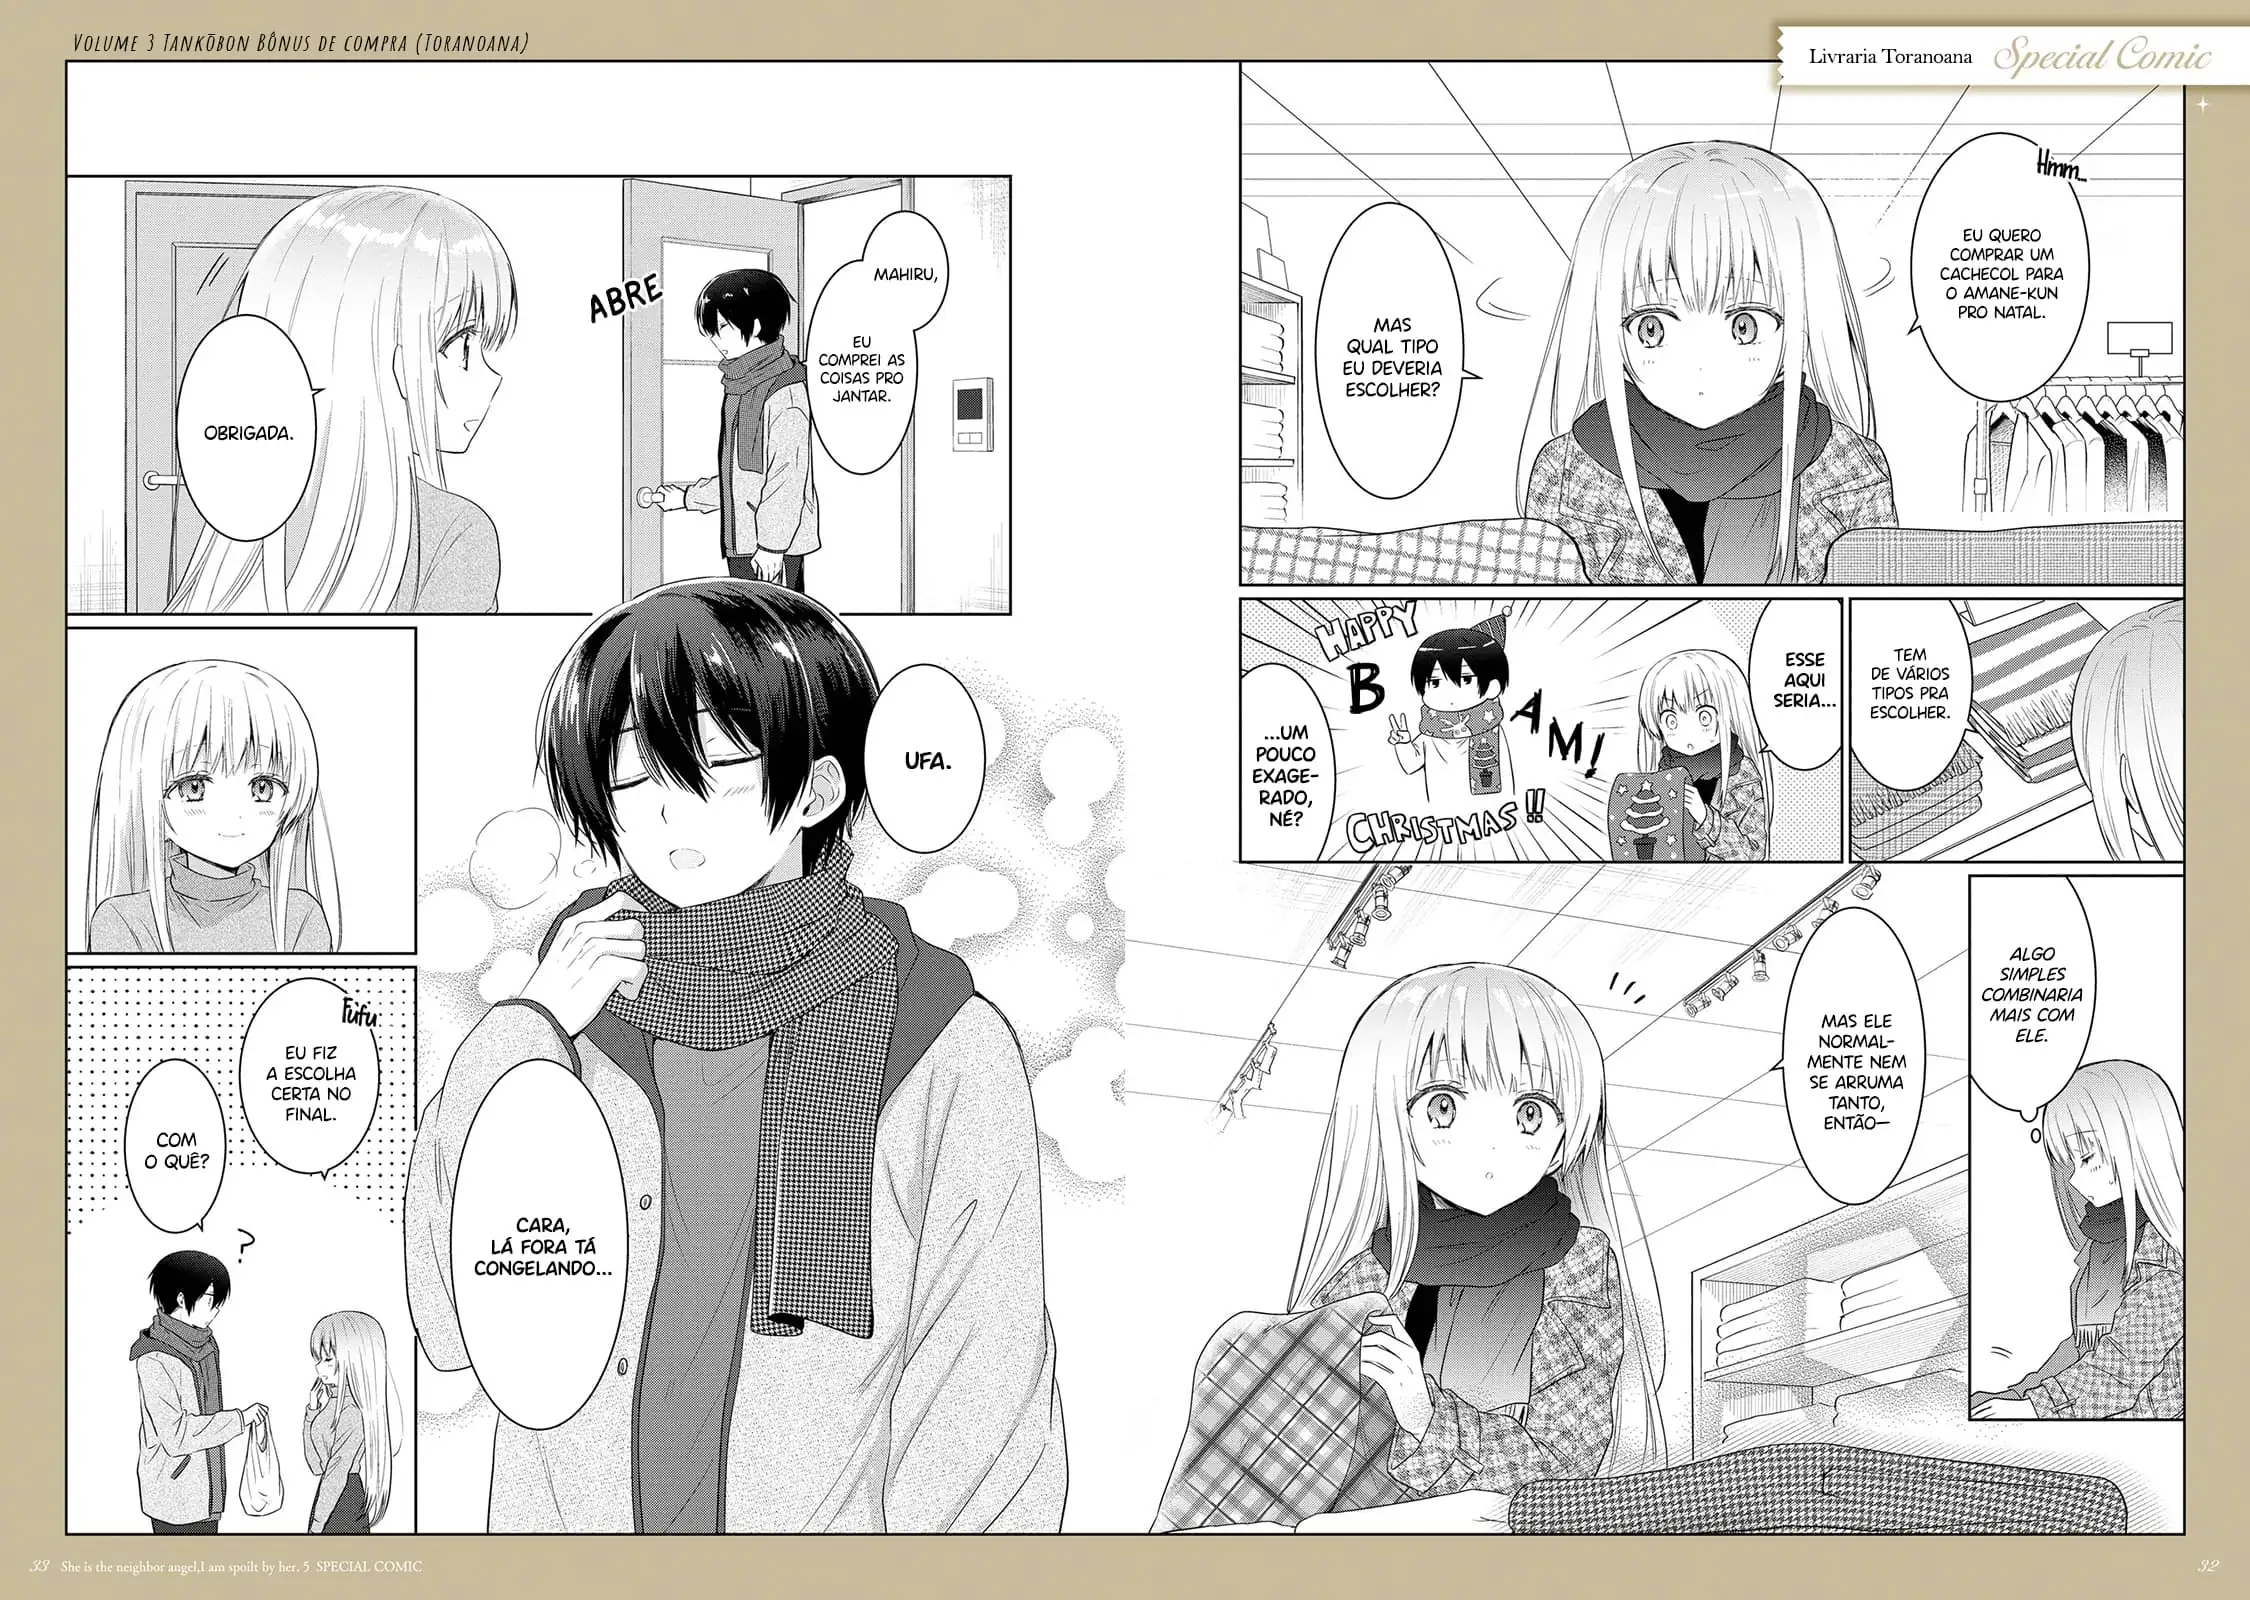 VOLUME 3 TANKŌBON BÔNUS DE COMPRA (TORANOANA)
Livraria Toranoana Special Comic
Hmm...
EU QUERO
COMPRAR UM
CACHECOL PARA
O AMANE-KUN
PRO NATAL.
MAS
QUAL TIPO
EU DEVERIA
ESCOLHER?
TEM
DE VÁRIOS
TIPOS PRA
ESCOLHER.
ESSE
AQUI
SERIA...
HAPPY
BAM!
CHRISTMAS!!
...UM
POUCO
EXAGE-
RADO,
NÉ?
ALGO
SIMPLES
COMBINARIA
MAIS COM
ELE.
MAS ELE
NORMAL-
MENTE NEM
SE ARRUMA
TANTO,
ENTÃO—
MAHIRU,
EU
COMPREI AS
COISAS PRO
JANTAR.
ABRE
OBRIGADA.
UFA.
CARA,
LÁ FORA TÁ
CONGELANDO...
Fufu
EU FIZ
A ESCOLHA
CERTA NO
FINAL.
COM
O QUÊ?
?
33 She is the neighbor angel,I am spoilt by her. 5 SPECIAL COMIC
32